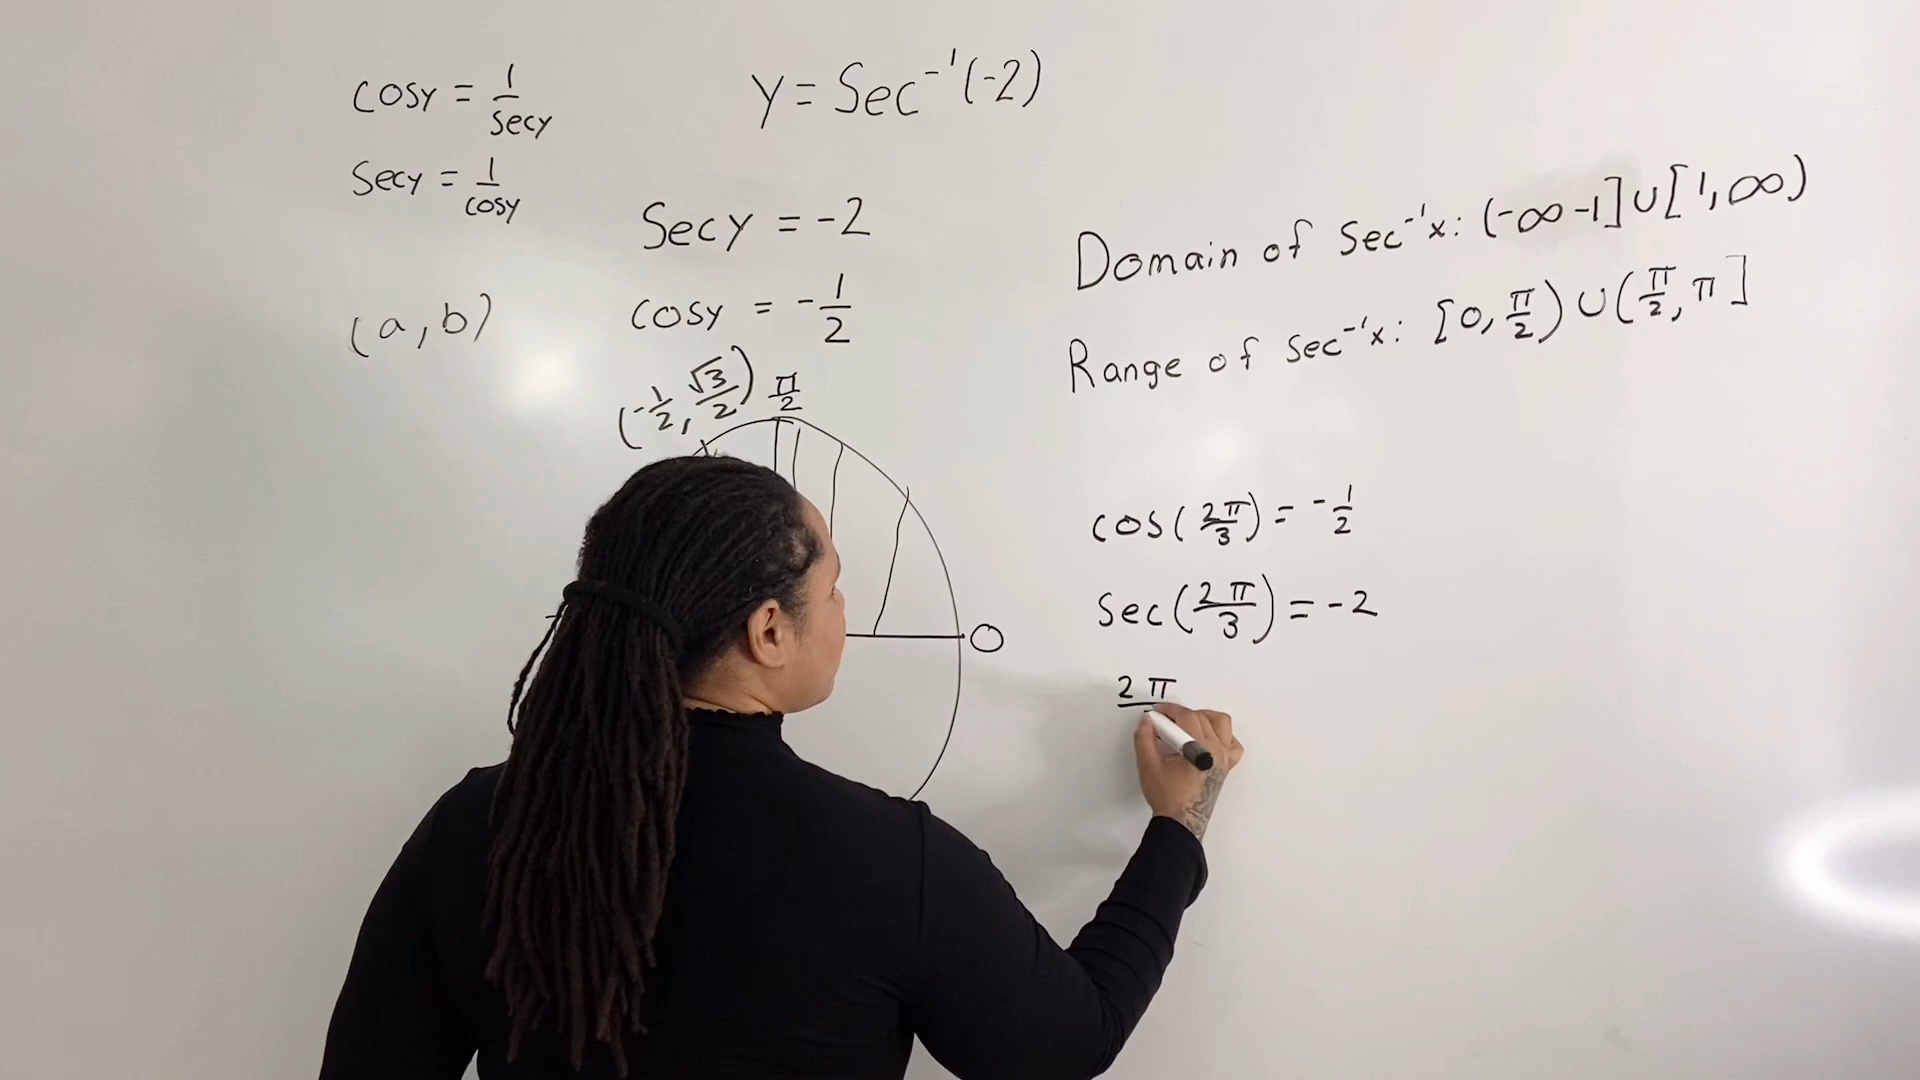 cosy = 1/secy
secy = 1/cosy
(a, b)
y = Sec⁻¹(-2)
Secy = -2
cosy = -1/2
(-1/2, √3/2)
π/2
0
Domain of Sec⁻¹x: (-∞ -1] ∪ [1, ∞)
Range of Sec⁻¹x: [0, π/2) ∪ (π/2, π]
cos(2π/3) = -1/2
sec(2π/3) = -2
2π